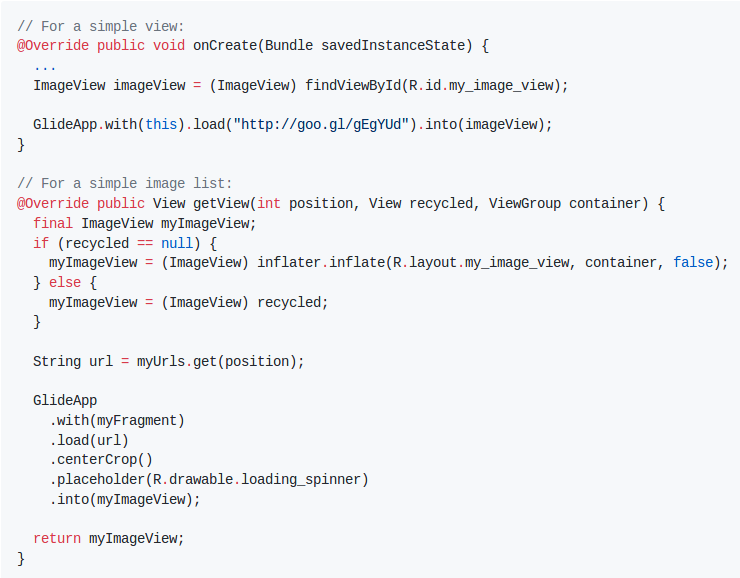 // For a simple view:
@Override public void onCreate(Bundle savedInstanceState) {
  ...
  ImageView imageView = (ImageView) findViewById(R.id.my_image_view);

  GlideApp.with(this).load("http://goo.gl/gEgYUd").into(imageView);
}

// For a simple image list:
@Override public View getView(int position, View recycled, ViewGroup container) {
  final ImageView myImageView;
  if (recycled == null) {
    myImageView = (ImageView) inflater.inflate(R.layout.my_image_view, container, false);
  } else {
    myImageView = (ImageView) recycled;
  }

  String url = myUrls.get(position);

  GlideApp
    .with(myFragment)
    .load(url)
    .centerCrop()
    .placeholder(R.drawable.loading_spinner)
    .into(myImageView);

  return myImageView;
}